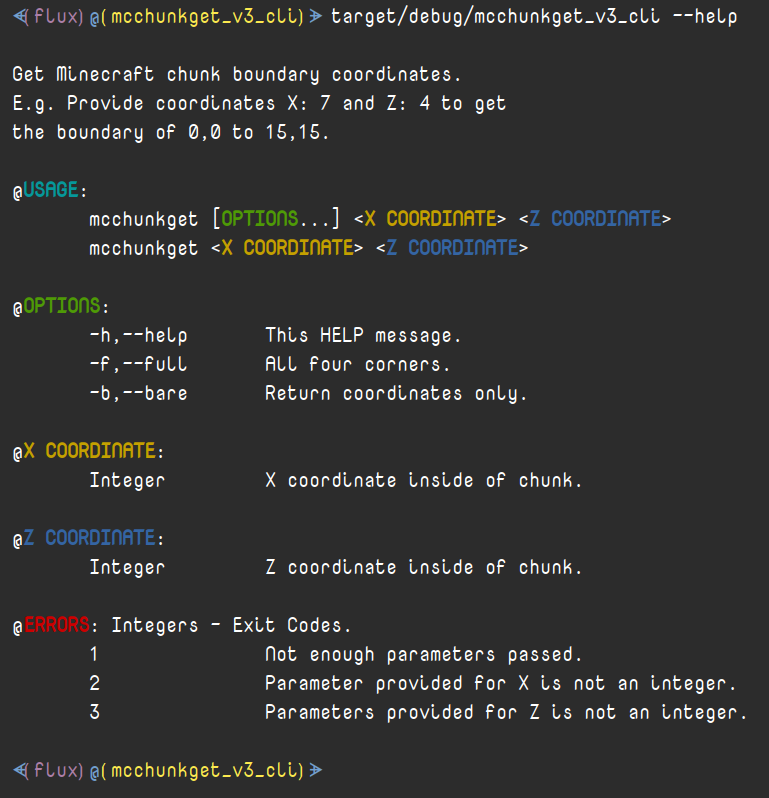 ⋞(flux)@(mcchunkget_v3_cli)⋟ target/debug/mcchunkget_v3_cli --help
Get Minecraft chunk boundary coordinates.
E.g. Provide coordinates X: 7 and Z: 4 to get
the boundary of 0,0 to 15,15.
@USAGE:
mcchunkget [OPTIONS...] <X COORDINATE> <Z COORDINATE>
mcchunkget <X COORDINATE> <Z COORDINATE>
@OPTIONS:
-h,--help This HELP message.
-f,--full All four corners.
-b,--bare Return coordinates only.
@X COORDINATE:
Integer X coordinate inside of chunk.
@Z COORDINATE:
Integer Z coordinate inside of chunk.
@ERRORS: Integers - Exit Codes.
1 Not enough parameters passed.
2 Parameter provided for X is not an integer.
3 Parameters provided for Z is not an integer.
⋞(flux)@(mcchunkget_v3_cli)⋟